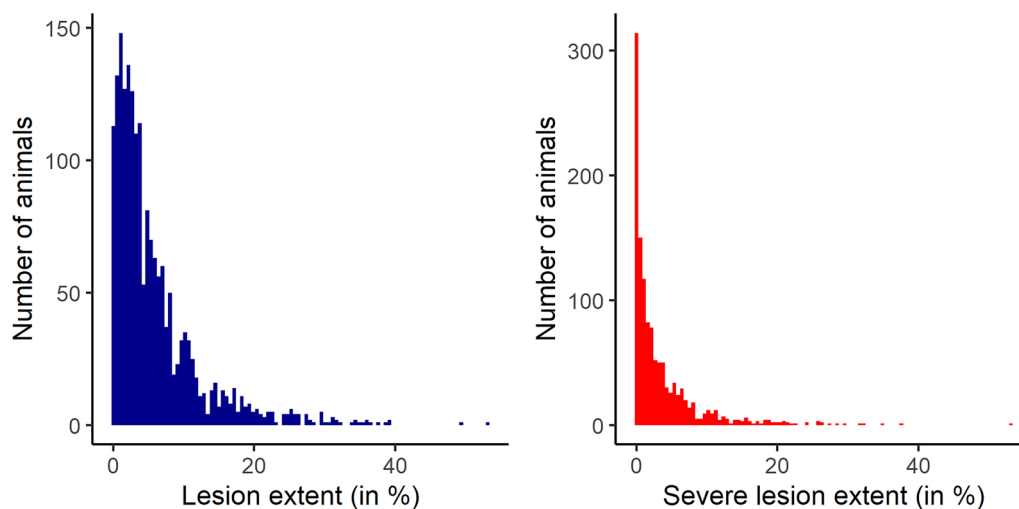 Number of animals
150
100
50
0
0 20 40
Lesion extent (in %)
Number of animals
300
200
100
0
0 20 40
Severe lesion extent (in %)